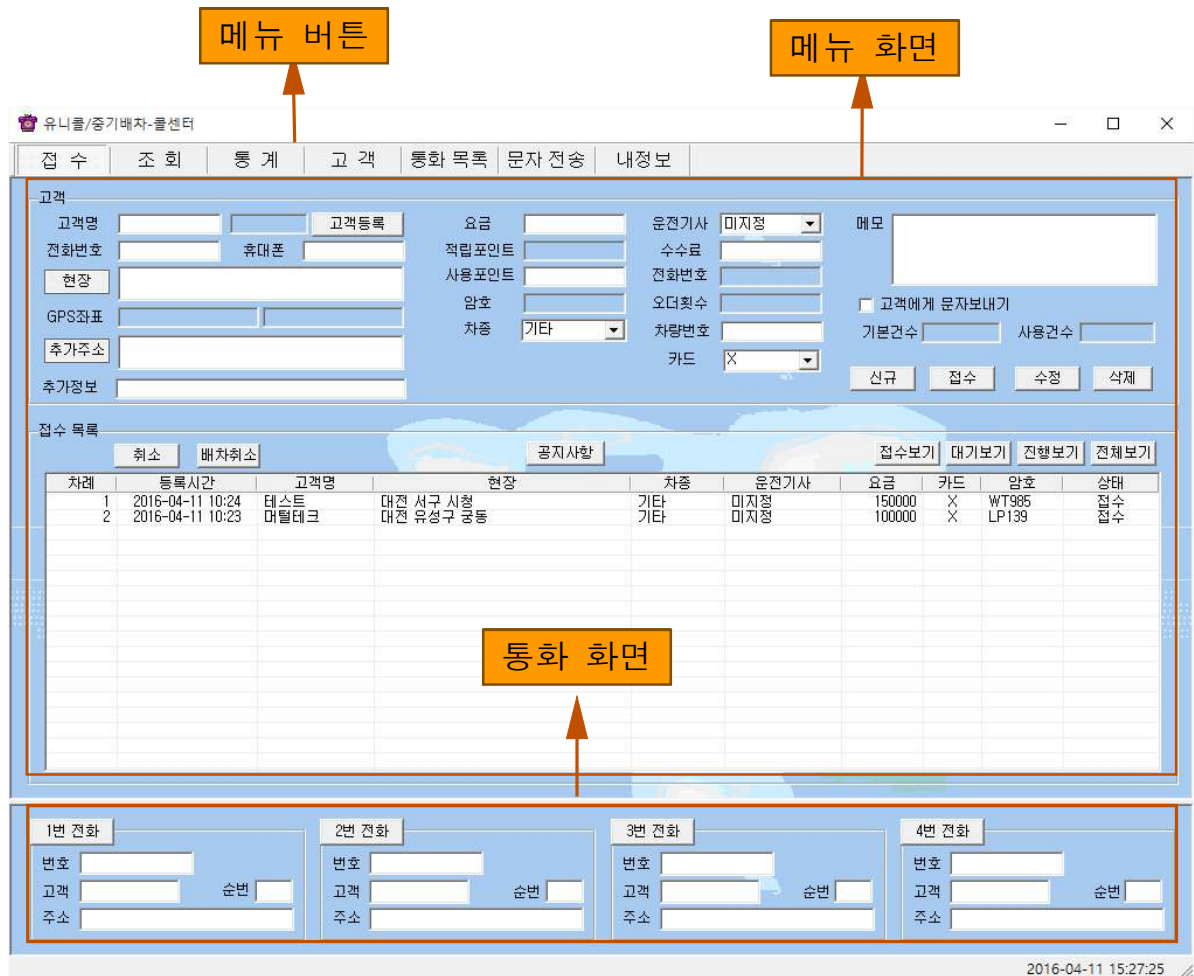 메뉴 버튼
메뉴 화면
유니콜/중기배차-콜센터
접 수 조 회 통 계 고 객 통화 목록 문자 전송 내정보
고객
고객명 고객등록 요금 운전기사 미지정 메모
전화번호 휴대폰 적립포인트 수수료
현장 사용포인트 전화번호
GPS좌표 암호 오더횟수 고객에게 문자보내기
차종 기타 차량번호 기본건수 사용건수
추가주소 카드 X
추가정보 신규 접수 수정 삭제
접수 목록
취소 배차취소 공지사항 접수보기 대기보기 진행보기 전체보기
차례 등록시간 고객명 현장 차종 운전기사 요금 카드 암호 상태
1 2016-04-11 10:24 테스트 대전 서구 시청 기타 미지정 150000 X WT985 접수
2 2016-04-11 10:23 머털테크 대전 유성구 궁동 기타 미지정 100000 X LP139 접수
통화 화면
1번 전화 2번 전화 3번 전화 4번 전화
번호 번호 번호 번호
고객 순번 고객 순번 고객 순번 고객 순번
주소 주소 주소 주소
2016-04-11 15:27:25